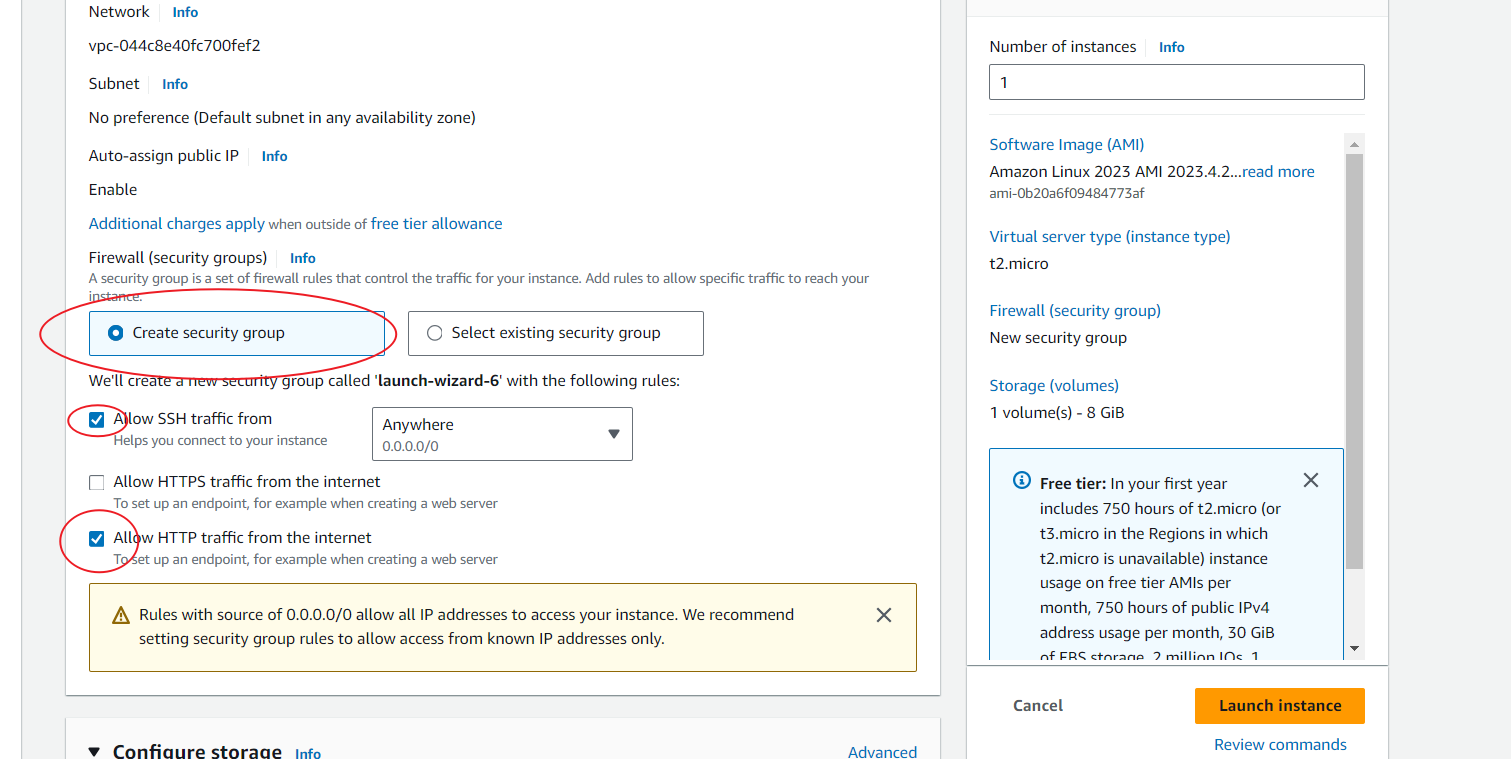 Network Info
vpc-044c8e40fc700fef2
Subnet Info
No preference (Default subnet in any availability zone)
Auto-assign public IP Info
Enable
Additional charges apply when outside of free tier allowance
Firewall (security groups) Info
A security group is a set of firewall rules that control the traffic for your instance. Add rules to allow specific traffic to reach your
instance.
Create security group
Select existing security group
We'll create a new security group called 'launch-wizard-6' with the following rules:
Allow SSH traffic from
Helps you connect to your instance
Anywhere
0.0.0.0/0
Allow HTTPS traffic from the internet
To set up an endpoint, for example when creating a web server
Allow HTTP traffic from the internet
To set up an endpoint, for example when creating a web server
Rules with source of 0.0.0.0/0 allow all IP addresses to access your instance. We recommend
setting security group rules to allow access from known IP addresses only.
Configure storage Info
Advanced
Number of instances Info
1
Software Image (AMI)
Amazon Linux 2023 AMI 2023.4.2...read more
ami-0b20a6f09484773af
Virtual server type (instance type)
t2.micro
Firewall (security group)
New security group
Storage (volumes)
1 volume(s) - 8 GiB
Free tier: In your first year
includes 750 hours of t2.micro (or
t3.micro in the Regions in which
t2.micro is unavailable) instance
usage on free tier AMIs per
month, 750 hours of public IPv4
address usage per month, 30 GiB
of EBS storage, 2 million IOs, 1
Cancel
Launch instance
Review commands